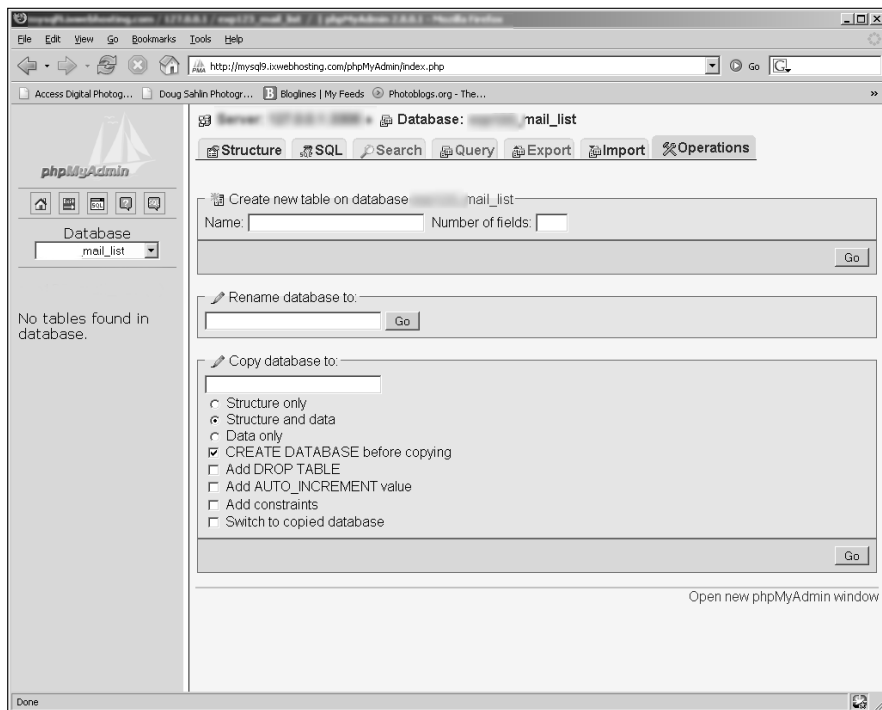 File Edit View Go Bookmarks Tools Help
PMA http://mysql9.ixwebhosting.com/phpMyAdmin/index.php Go G
Access Digital Photog... Doug Sahlin Photogr... B Bloglines | My Feeds Photoblogs.org - The... »
phpMyAdmin
SQL
Database
mail_list
No tables found in
database.
Database: mail_list
Structure SQL Search Query Export Import Operations
Create new table on database mail_list
Name: Number of fields:
Go
Rename database to:
Go
Copy database to:
Structure only
Structure and data
Data only
CREATE DATABASE before copying
Add DROP TABLE
Add AUTO_INCREMENT value
Add constraints
Switch to copied database
Go
Open new phpMyAdmin window
Done